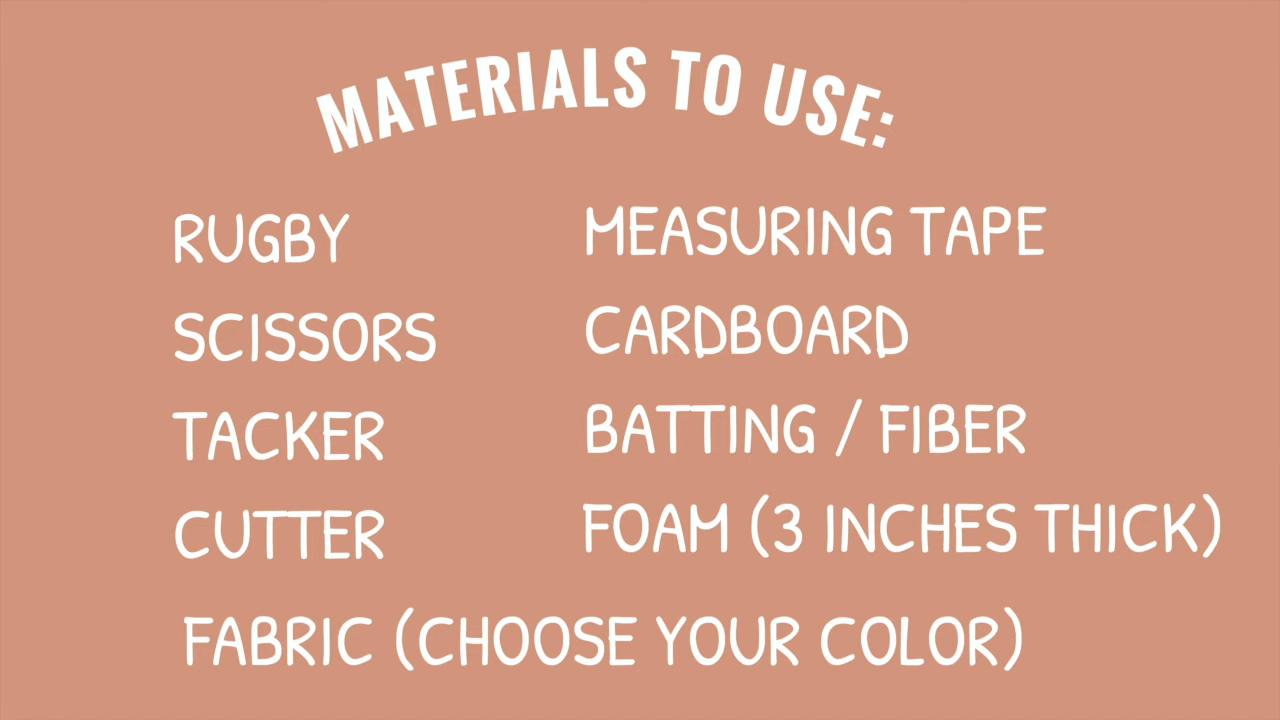 MATERIALS TO USE:
RUGBY
SCISSORS
TACKER
CUTTER
MEASURING TAPE
CARDBOARD
BATTING / FIBER
FOAM (3 INCHES THICK)
FABRIC (CHOOSE YOUR COLOR)